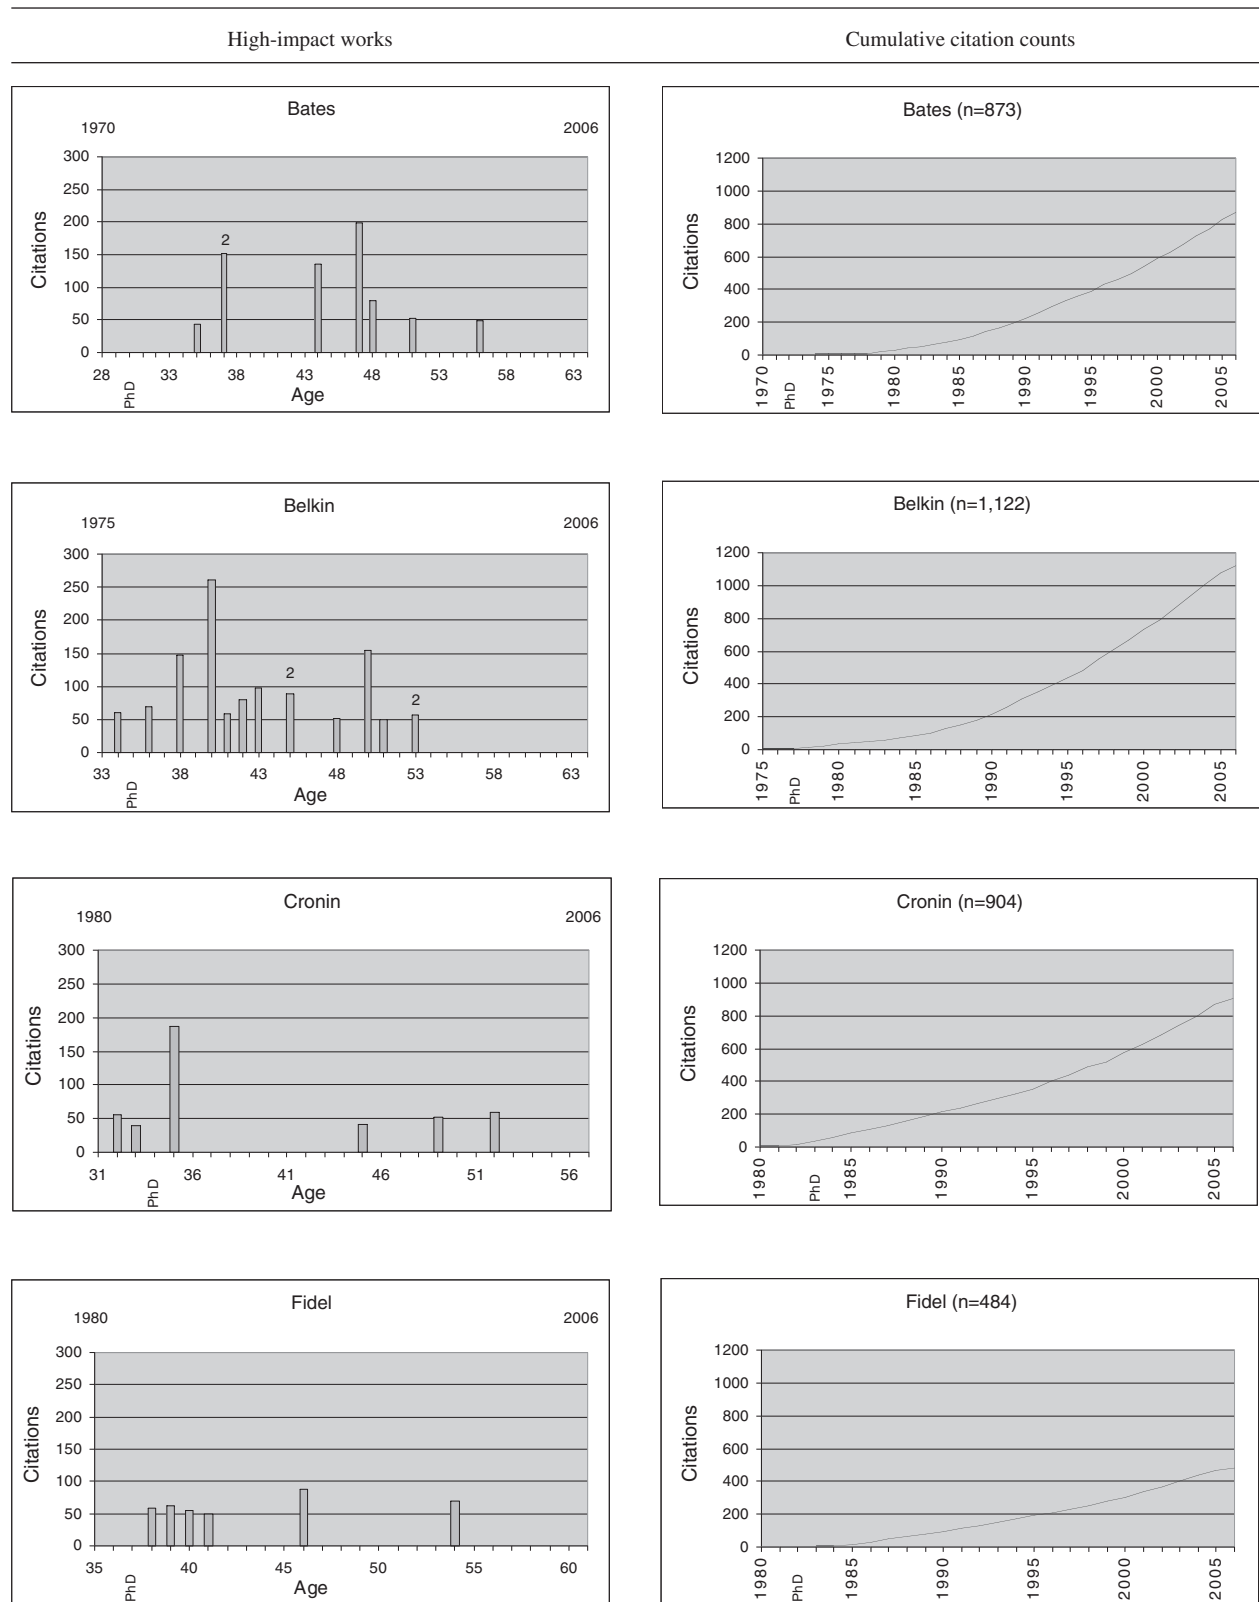 High-impact works Cumulative citation counts
Bates
1970 2006
300
250
200
150
100
50
0
Citations
2
28 33 38 43 48 53 58 63
PhD
Age
Bates (n=873)
1200
1000
800
600
400
200
0
Citations
1970 PhD 1975 1980 1985 1990 1995 2000 2005
Belkin
1975 2006
300
250
200
150
100
50
0
Citations
2
2
33 38 43 48 53 58 63
PhD
Age
Belkin (n=1,122)
1200
1000
800
600
400
200
0
Citations
1975 PhD 1980 1985 1990 1995 2000 2005
Cronin
1980 2006
300
250
200
150
100
50
0
Citations
31 36 41 46 51 56
PhD
Age
Cronin (n=904)
1200
1000
800
600
400
200
0
Citations
1980 PhD 1985 1990 1995 2000 2005
Fidel
1980 2006
300
250
200
150
100
50
0
Citations
35 40 45 50 55 60
PhD
Age
Fidel (n=484)
1200
1000
800
600
400
200
0
Citations
1980 PhD 1985 1990 1995 2000 2005